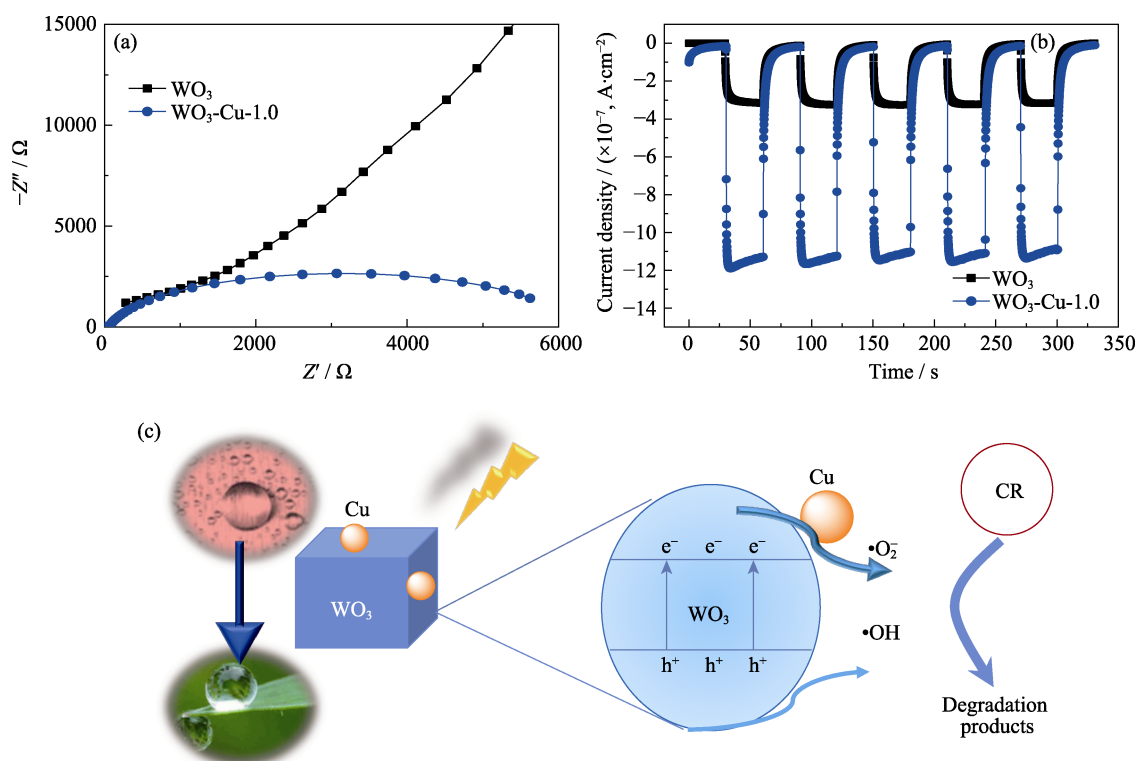 (a)
15000
10000
5000
0
−Z″ / Ω
WO₃
WO₃-Cu-1.0
0
2000
4000
6000
Z′ / Ω
(b)
0
−2
−4
−6
−8
−10
−12
−14
Current density / (×10⁻⁷, A·cm⁻²)
WO₃
WO₃-Cu-1.0
0
50
100
150
200
250
300
350
Time / s
(c)
Cu
WO₃
Cu
e⁻ e⁻ e⁻
WO₃
h⁺ h⁺ h⁺
•O₂⁻
•OH
CR
Degradation
products